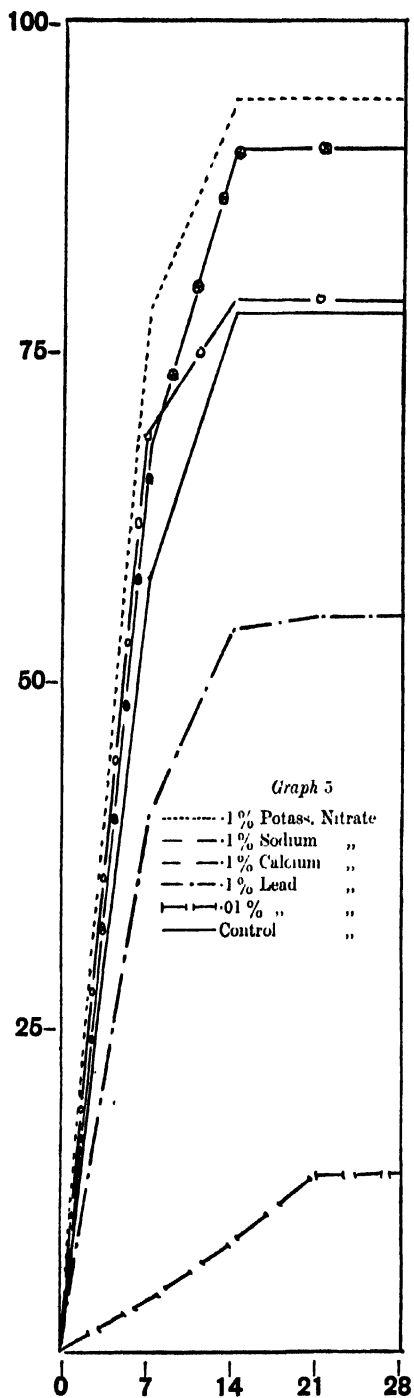 100-
75-
50-
Graph 5
·1% Potass. Nitrate
·1% Sodium „
·1% Calcium „
·1% Lead „
·01% „ „
Control „
25-
0 7 14 21 28